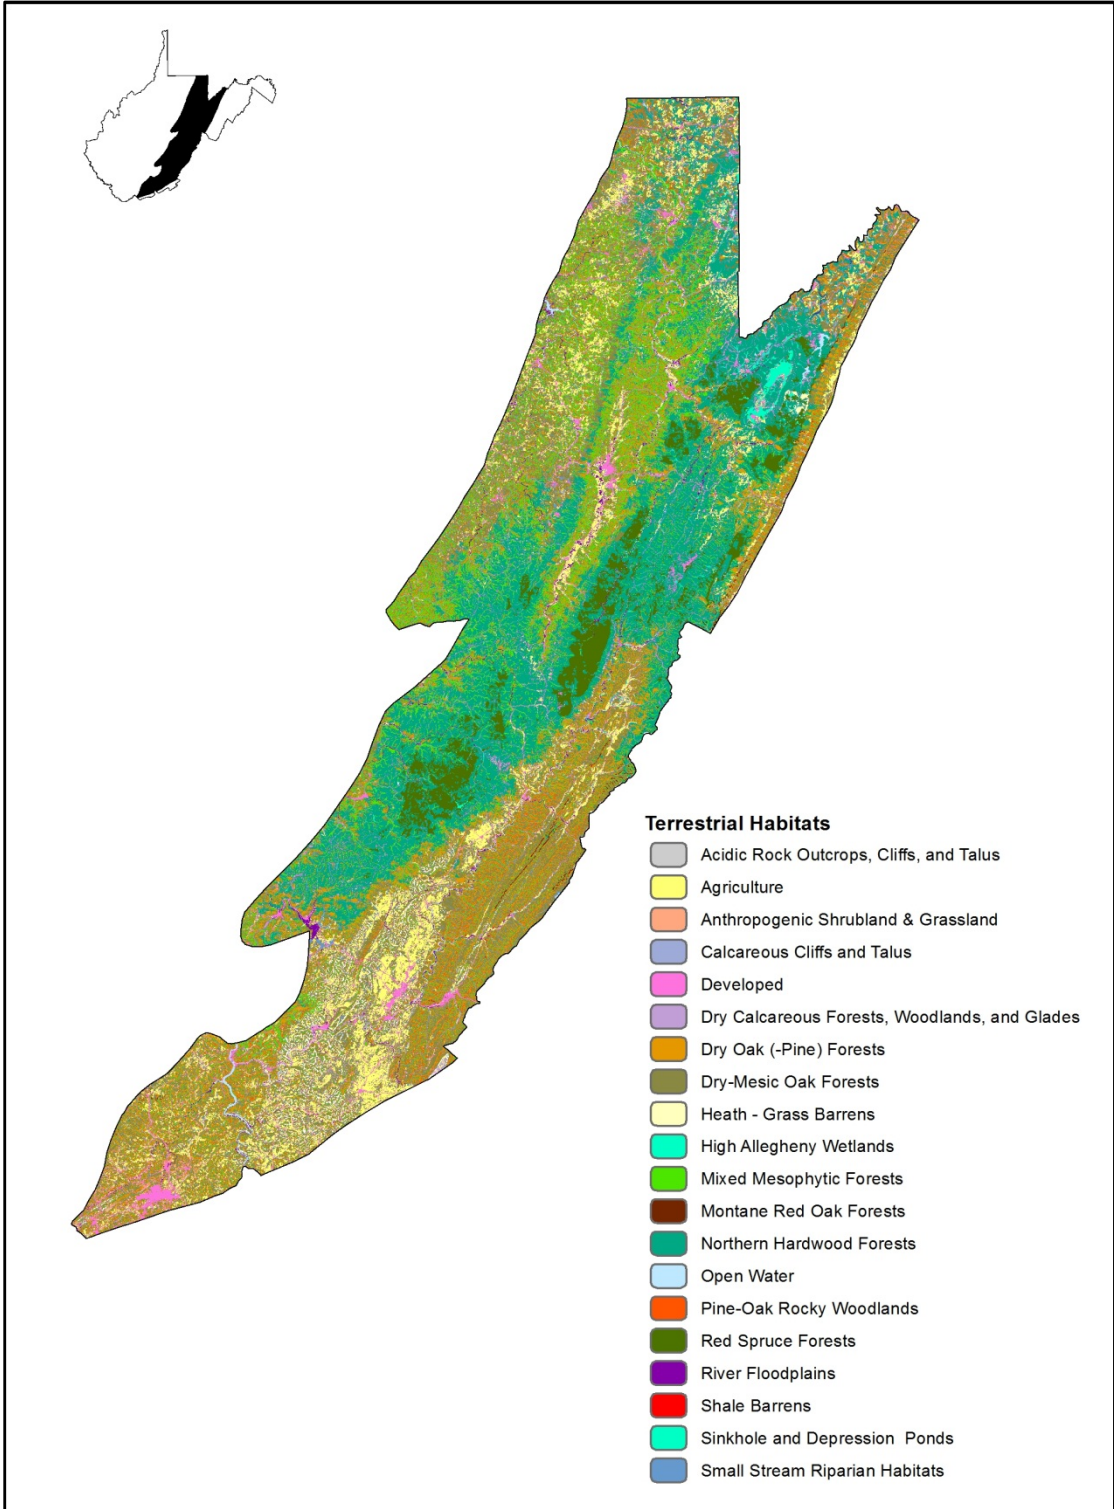 Terrestrial Habitats
Acidic Rock Outcrops, Cliffs, and Talus
Agriculture
Anthropogenic Shrubland & Grassland
Calcareous Cliffs and Talus
Developed
Dry Calcareous Forests, Woodlands, and Glades
Dry Oak (-Pine) Forests
Dry-Mesic Oak Forests
Heath - Grass Barrens
High Allegheny Wetlands
Mixed Mesophytic Forests
Montane Red Oak Forests
Northern Hardwood Forests
Open Water
Pine-Oak Rocky Woodlands
Red Spruce Forests
River Floodplains
Shale Barrens
Sinkhole and Depression  Ponds
Small Stream Riparian Habitats